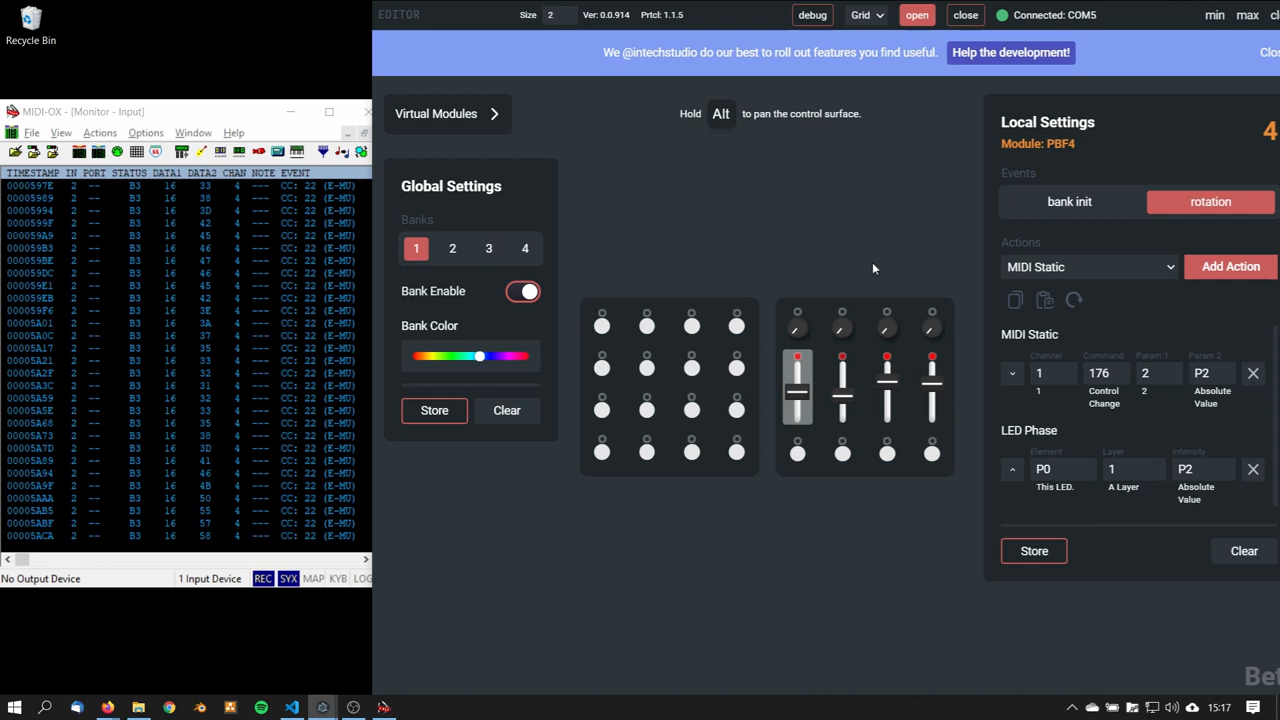 Recycle Bin
MIDI-OX - [Monitor - Input]
File View Actions Options Window Help
TIMESTAMP IN PORT STATUS DATA1 DATA2 CHAN NOTE EVENT
0000597E 2 -- B3 16 33 4 --- CC: 22 (E-MU)
00005989 2 -- B3 16 38 4 --- CC: 22 (E-MU)
00005994 2 -- B3 16 3D 4 --- CC: 22 (E-MU)
0000599F 2 -- B3 16 42 4 --- CC: 22 (E-MU)
000059A9 2 -- B3 16 45 4 --- CC: 22 (E-MU)
000059B3 2 -- B3 16 46 4 --- CC: 22 (E-MU)
000059BE 2 -- B3 16 47 4 --- CC: 22 (E-MU)
000059DC 2 -- B3 16 46 4 --- CC: 22 (E-MU)
000059E1 2 -- B3 16 45 4 --- CC: 22 (E-MU)
000059EB 2 -- B3 16 42 4 --- CC: 22 (E-MU)
000059F6 2 -- B3 16 3E 4 --- CC: 22 (E-MU)
00005A01 2 -- B3 16 3A 4 --- CC: 22 (E-MU)
00005A0C 2 -- B3 16 37 4 --- CC: 22 (E-MU)
00005A17 2 -- B3 16 35 4 --- CC: 22 (E-MU)
00005A21 2 -- B3 16 33 4 --- CC: 22 (E-MU)
00005A2F 2 -- B3 16 32 4 --- CC: 22 (E-MU)
00005A3C 2 -- B3 16 31 4 --- CC: 22 (E-MU)
00005A59 2 -- B3 16 32 4 --- CC: 22 (E-MU)
00005A5E 2 -- B3 16 33 4 --- CC: 22 (E-MU)
00005A68 2 -- B3 16 35 4 --- CC: 22 (E-MU)
00005A73 2 -- B3 16 38 4 --- CC: 22 (E-MU)
00005A7D 2 -- B3 16 3D 4 --- CC: 22 (E-MU)
00005A89 2 -- B3 16 41 4 --- CC: 22 (E-MU)
00005A94 2 -- B3 16 46 4 --- CC: 22 (E-MU)
00005A9F 2 -- B3 16 4B 4 --- CC: 22 (E-MU)
00005AAA 2 -- B3 16 50 4 --- CC: 22 (E-MU)
00005AB5 2 -- B3 16 55 4 --- CC: 22 (E-MU)
00005ABF 2 -- B3 16 57 4 --- CC: 22 (E-MU)
00005ACA 2 -- B3 16 58 4 --- CC: 22 (E-MU)
No Output Device 1 Input Device REC SYX MAP KYB LOG
EDITOR Size 2 Ver: 0.0.914 Prtcl: 1.1.5 debug Grid open close Connected: COM5 min max cl
We @intechstudio do our best to roll out features you find useful. Help the development! Clos
Virtual Modules
Hold Alt to pan the control surface.
Global Settings
Banks
1 2 3 4
Bank Enable
Bank Color
Store Clear
Local Settings
4
Module: PBF4
Events
bank init rotation
Actions
MIDI Static Add Action
MIDI Static
Channel Command Param 1 Param 2
1 176 2 P2
1 Control Change 2 Absolute Value
LED Phase
Element Layer Intensity
P0 1 P2
This LED. A Layer Absolute Value
Store Clear
Bet
15:17